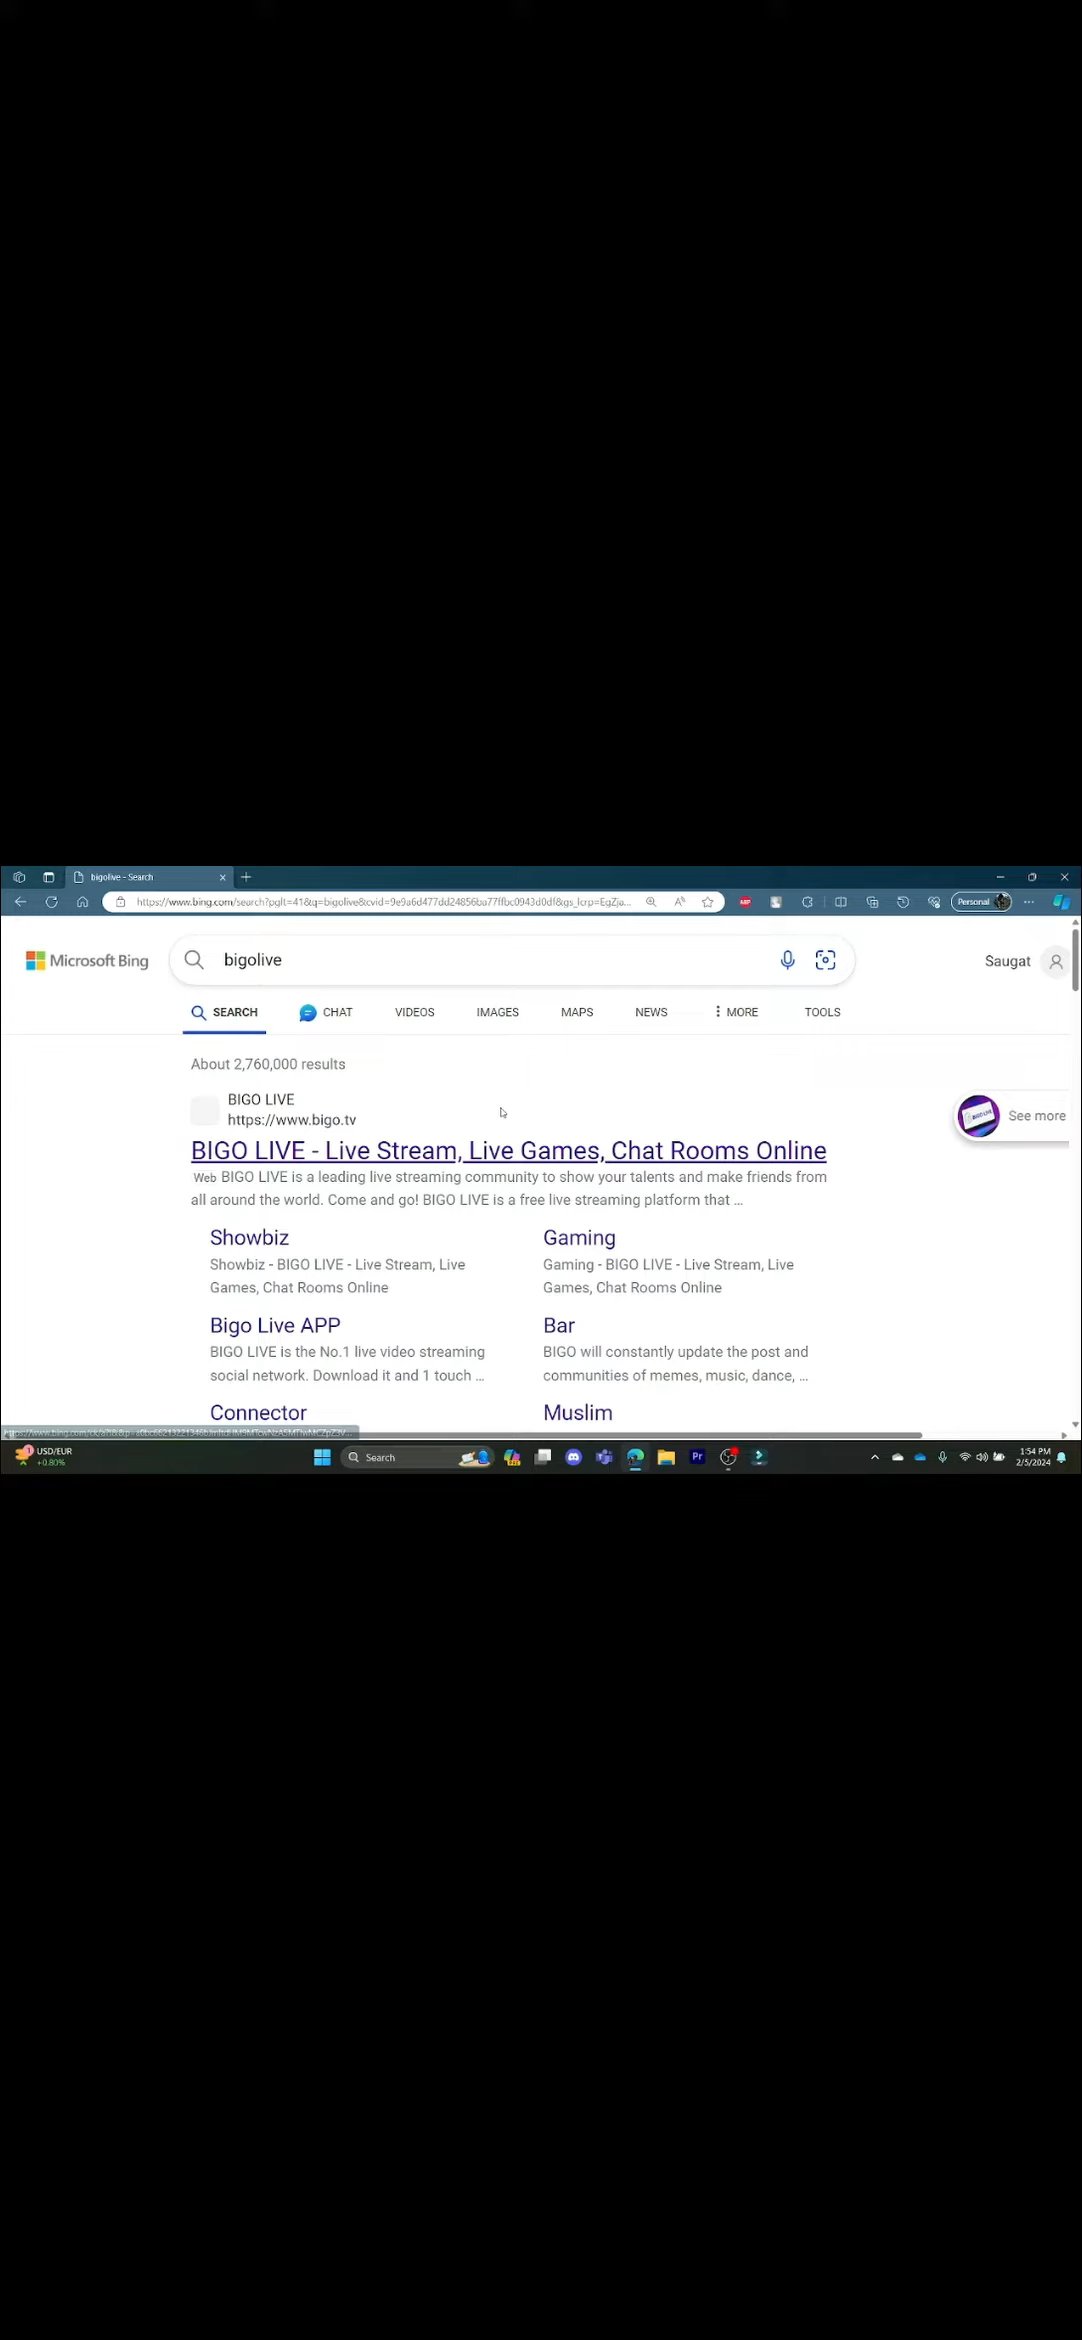 bigolive - Search
Microsoft Bing
bigolive
Saugat
SEARCH
CHAT
VIDEOS
IMAGES
MAPS
NEWS
MORE
TOOLS
About 2,760,000 results
BIGO LIVE
https://www.bigo.tv
See more
BIGO LIVE - Live Stream, Live Games, Chat Rooms Online
Web BIGO LIVE is a leading live streaming community to show your talents and make friends from
all around the world. Come and go! BIGO LIVE is a free live streaming platform that ...
Showbiz
Showbiz - BIGO LIVE - Live Stream, Live
Games, Chat Rooms Online
Gaming
Gaming - BIGO LIVE - Live Stream, Live
Games, Chat Rooms Online
Bigo Live APP
BIGO LIVE is the No.1 live video streaming
social network. Download it and 1 touch ...
Bar
BIGO will constantly update the post and
communities of memes, music, dance, ...
Connector
Muslim
USD/EUR
+0.80%
Search
Pr
1:54 PM
2/5/2024
Personal
ABP